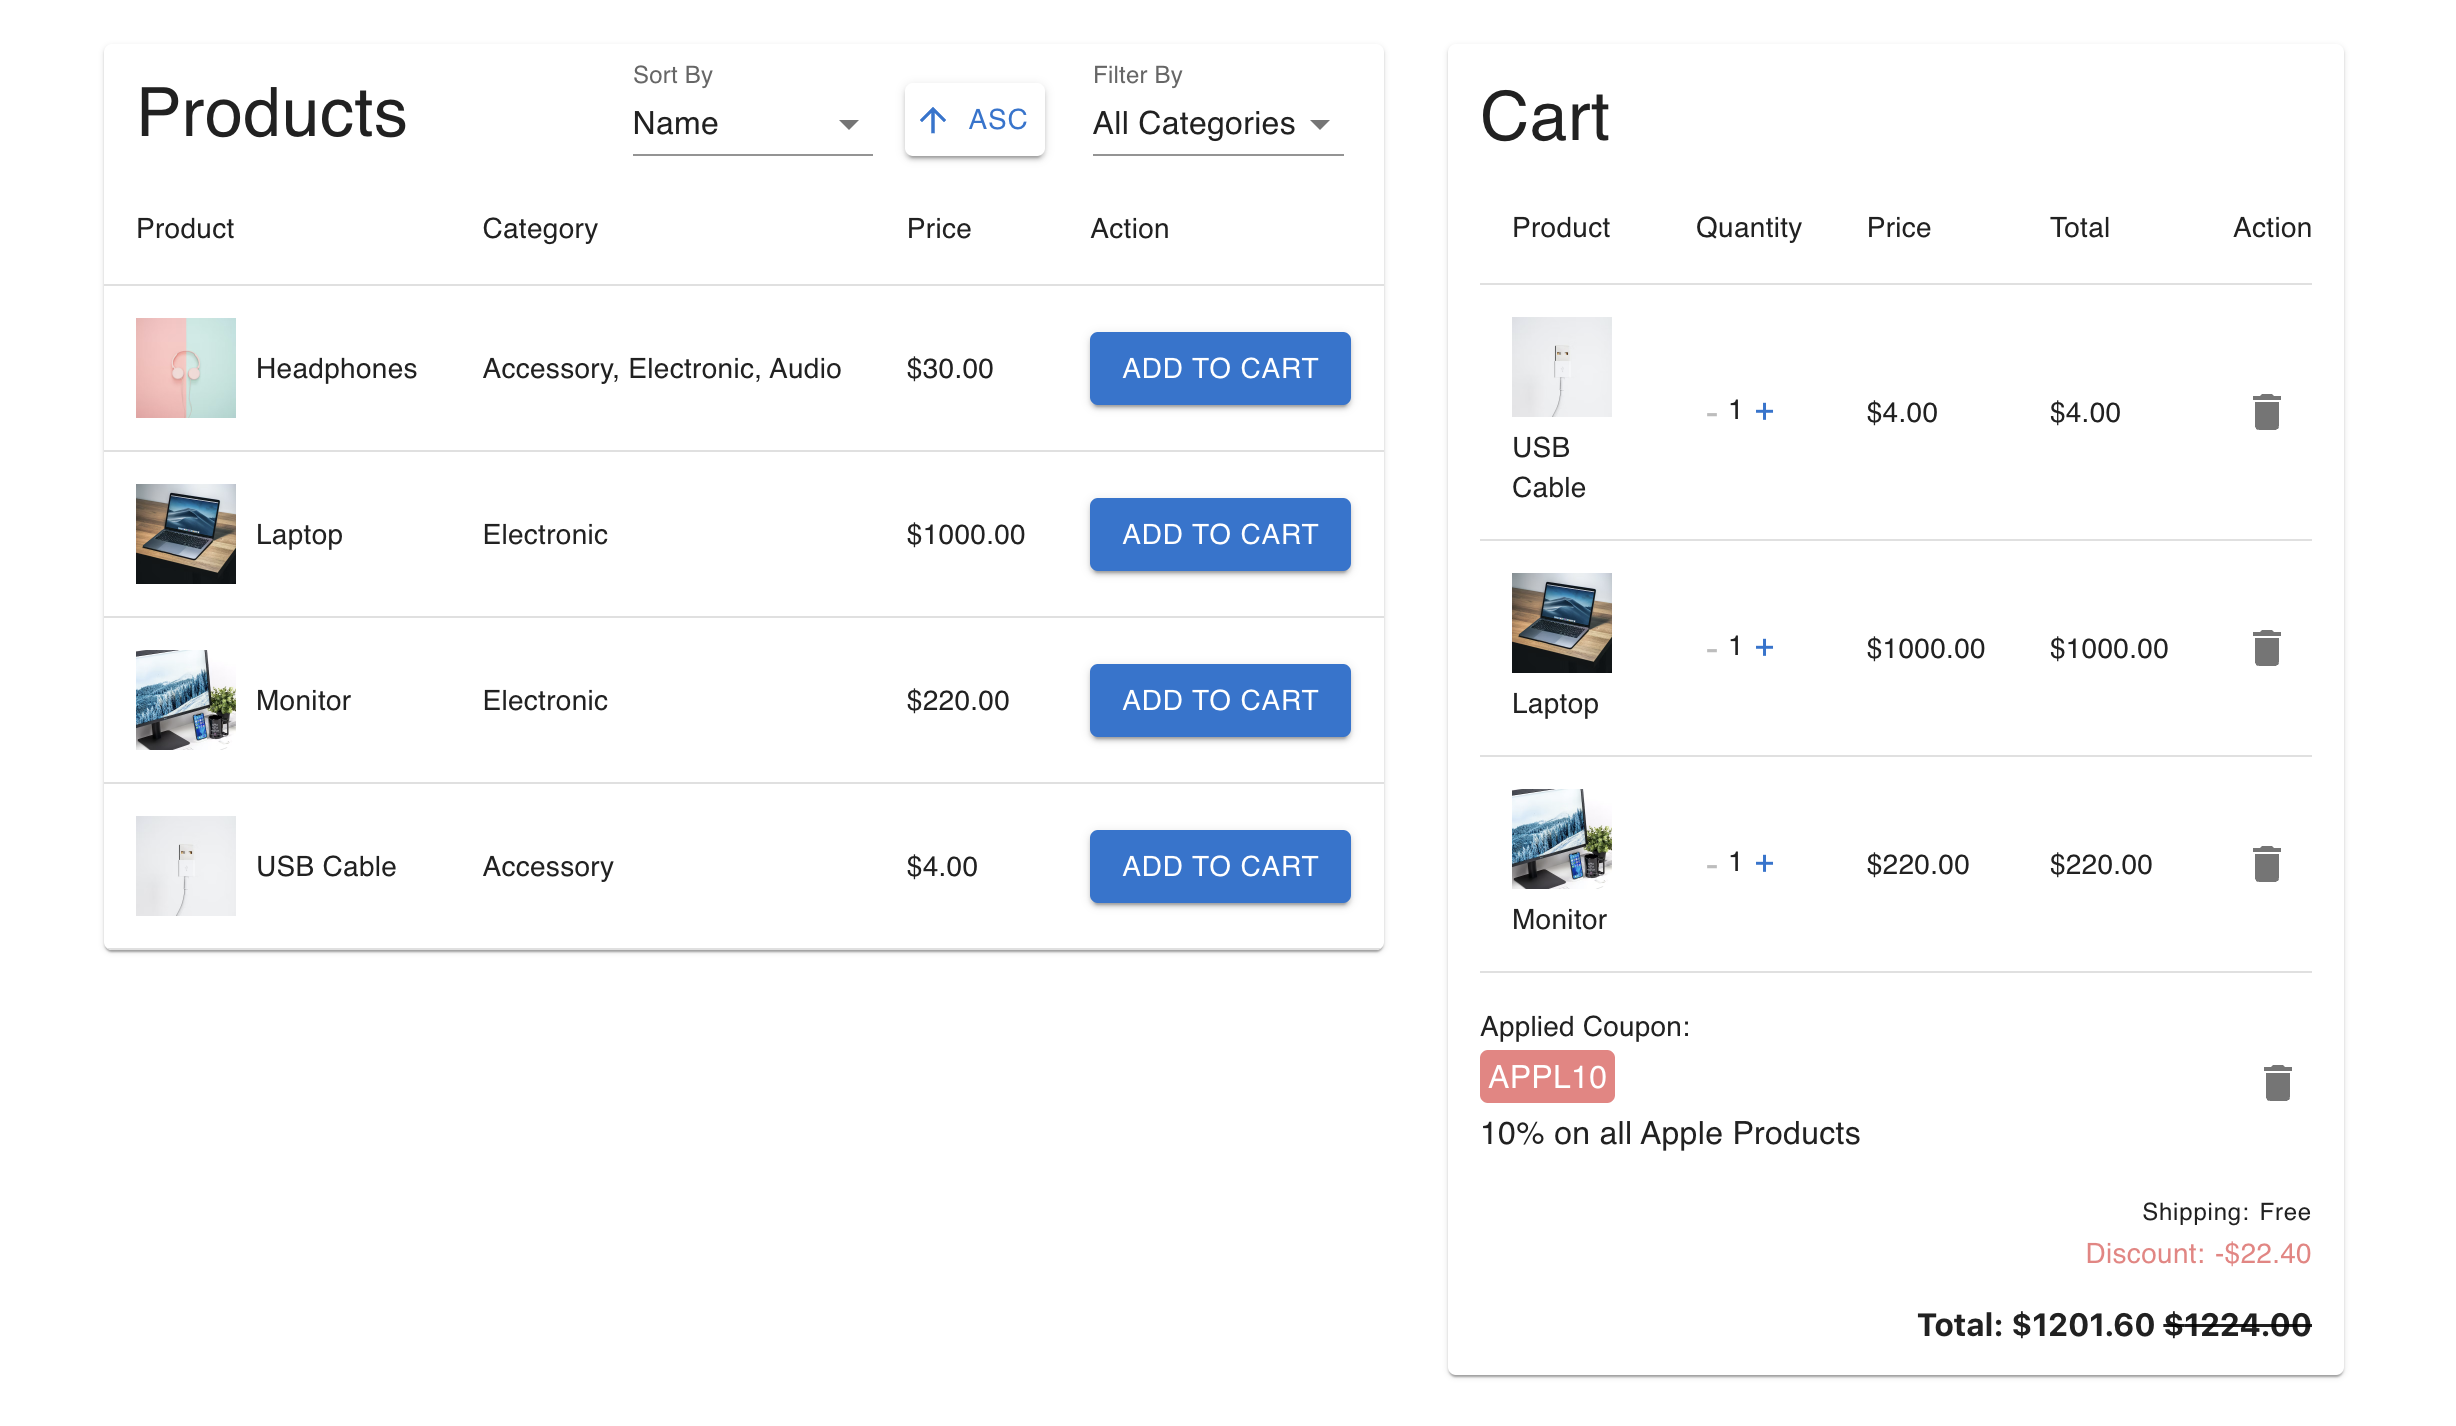 Products
Sort By
Name
ASC
Filter By
All Categories
Product Category Price Action
Headphones Accessory, Electronic, Audio $30.00 ADD TO CART
Laptop Electronic $1000.00 ADD TO CART
Monitor Electronic $220.00 ADD TO CART
USB Cable Accessory $4.00 ADD TO CART
Cart
Product Quantity Price Total Action
- 1 + $4.00 $4.00
USB
Cable
- 1 + $1000.00 $1000.00
Laptop
- 1 + $220.00 $220.00
Monitor
Applied Coupon:
APPL10
10% on all Apple Products
Shipping: Free
Discount: -$22.40
Total: $1201.60 $1224.00